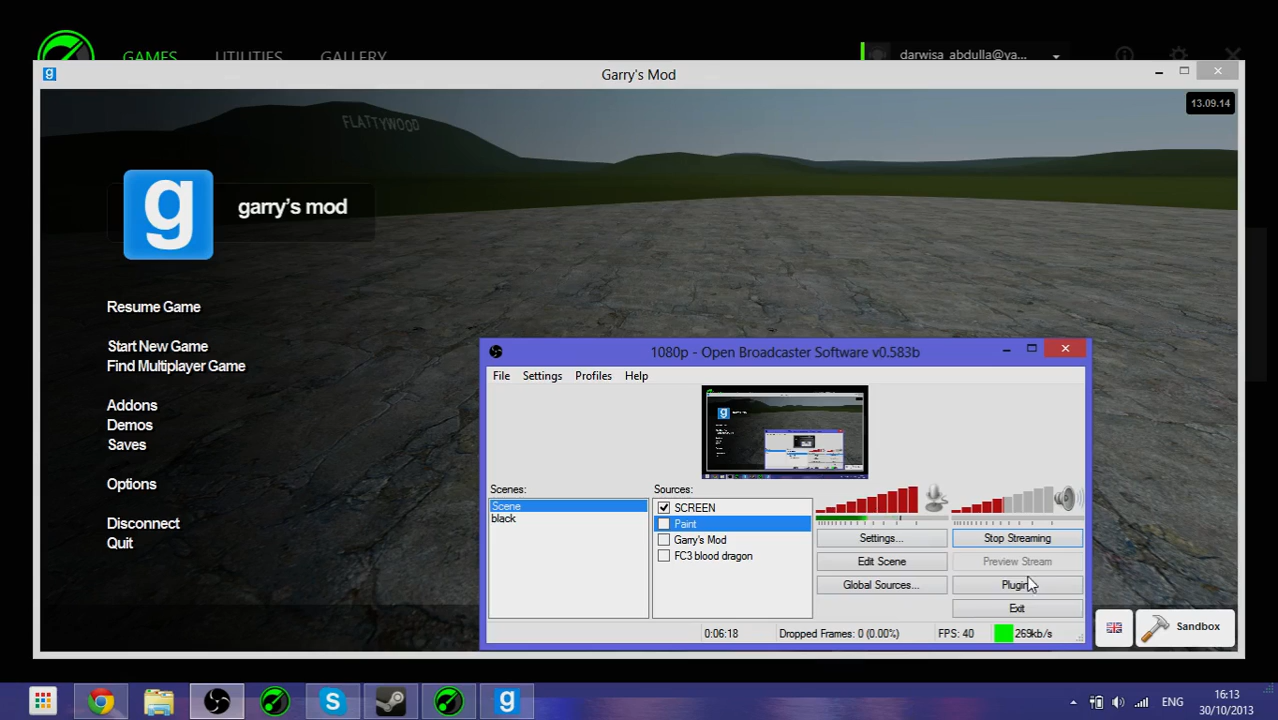 GAMES UTILITIES GALLERY
darwisa_abdulla@ya...
g Garry's Mod
FLATTYWOOD
13.09.14
g garry's mod
Resume Game
Start New Game
Find Multiplayer Game
Addons
Demos
Saves
Options
Disconnect
Quit
1080p - Open Broadcaster Software v0.583b
File Settings Profiles Help
Scenes:
Scene
black
Sources:
SCREEN
Paint
Garry's Mod
FC3 blood dragon
Settings... Stop Streaming
Edit Scene Preview Stream
Global Sources... Plugin
Exit
0:06:18 Dropped Frames: 0 (0.00%) FPS: 40 269kb/s
Sandbox
S g
ENG
16:13
30/10/2013